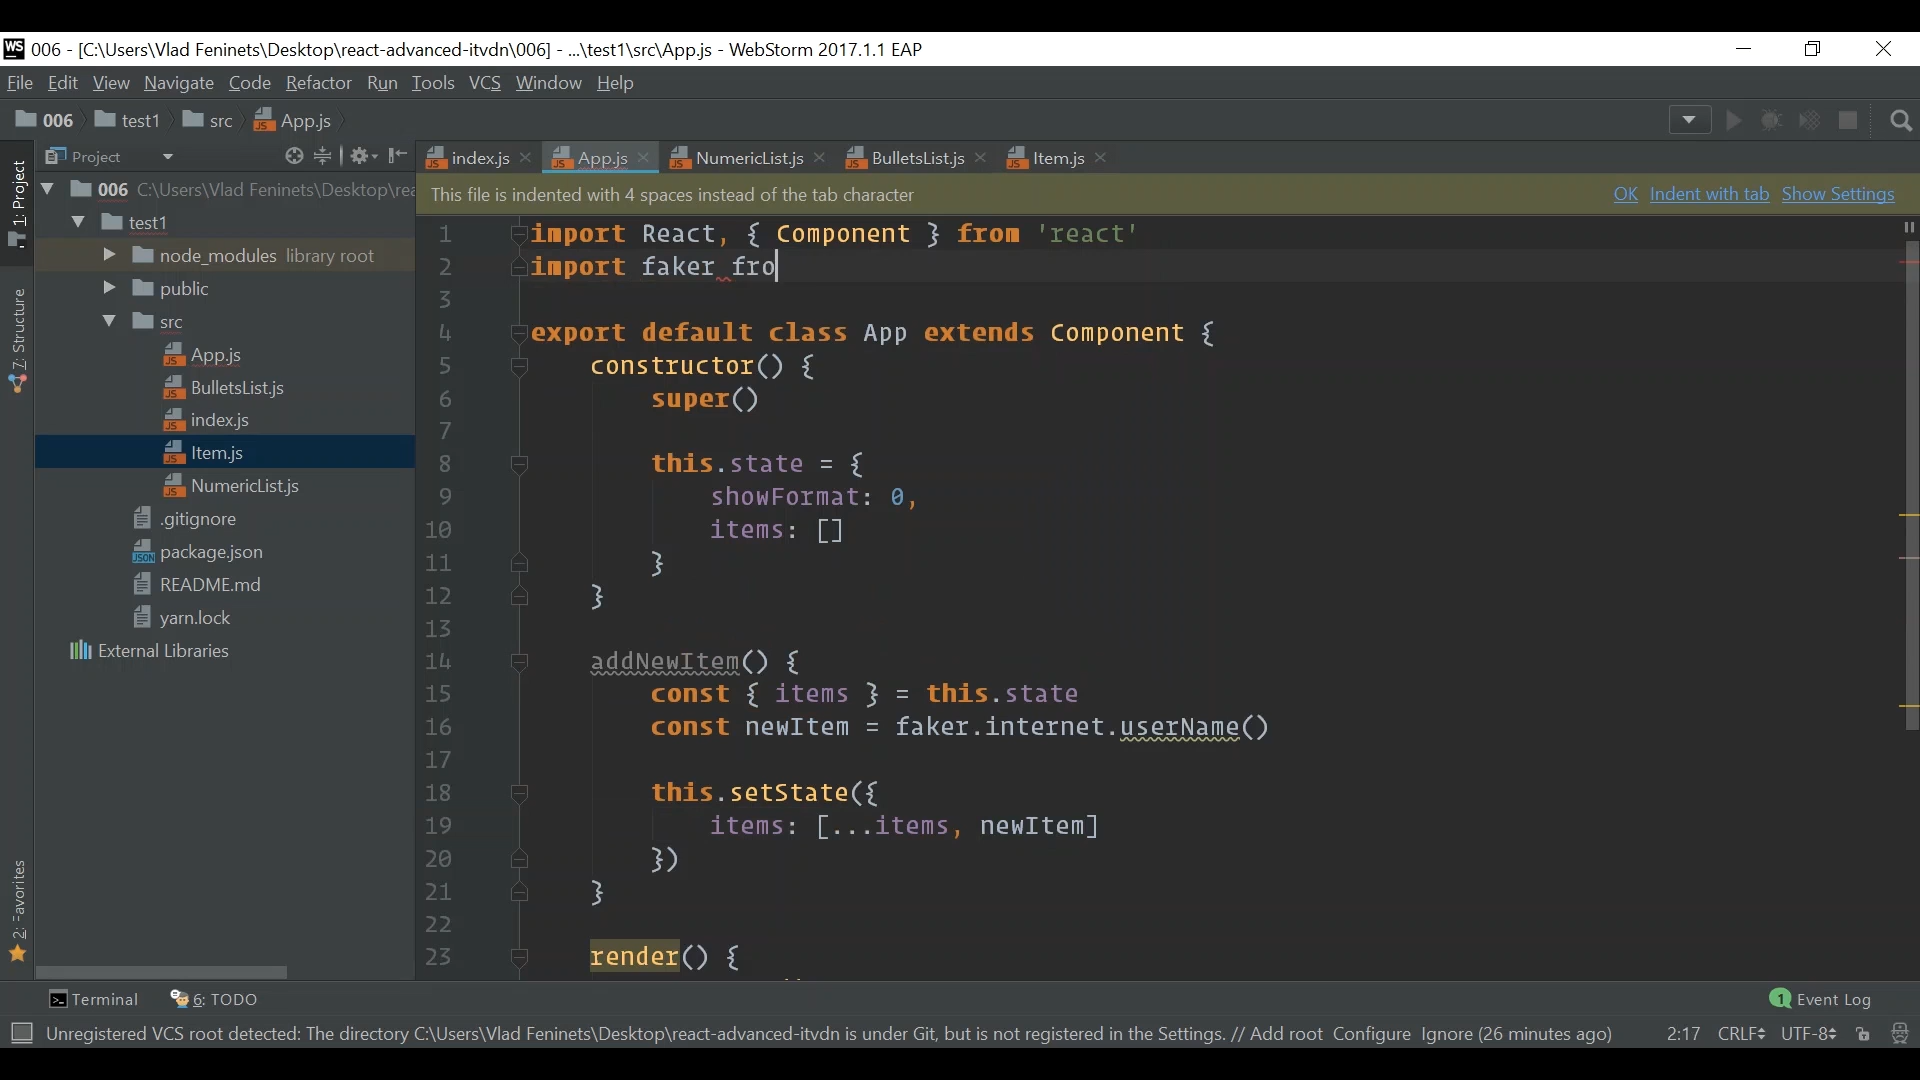 006 - [C:\Users\Vlad Feninets\Desktop\react-advanced-itvdn\006] - ...\test1\src\App.js - WebStorm 2017.1.1 EAP
File Edit View Navigate Code Refactor Run Tools VCS Window Help
006 test1 src App.js
Project
index.js App.js NumericList.js BulletsList.js Item.js
This file is indented with 4 spaces instead of the tab character OK Indent with tab Show Settings
1: Project
7: Structure
2: Favorites
006 C:\Users\Vlad Feninets\Desktop\rea
test1
node_modules library root
public
src
App.js
BulletsList.js
index.js
Item.js
NumericList.js
.gitignore
package.json
README.md
yarn.lock
External Libraries
1 import React, { Component } from 'react'
2 import faker fro
3
4 export default class App extends Component {
5 constructor() {
6 super()
7
8 this.state = {
9 showFormat: 0,
10 items: []
11 }
12 }
13
14 addNewItem() {
15 const { items } = this.state
16 const newItem = faker.internet.userName()
17
18 this.setState({
19 items: [...items, newItem]
20 })
21 }
22
23 render() {
Terminal 6: TODO 1 Event Log
Unregistered VCS root detected: The directory C:\Users\Vlad Feninets\Desktop\react-advanced-itvdn is under Git, but is not registered in the Settings. // Add root Configure Ignore (26 minutes ago) 2:17 CRLF UTF-8